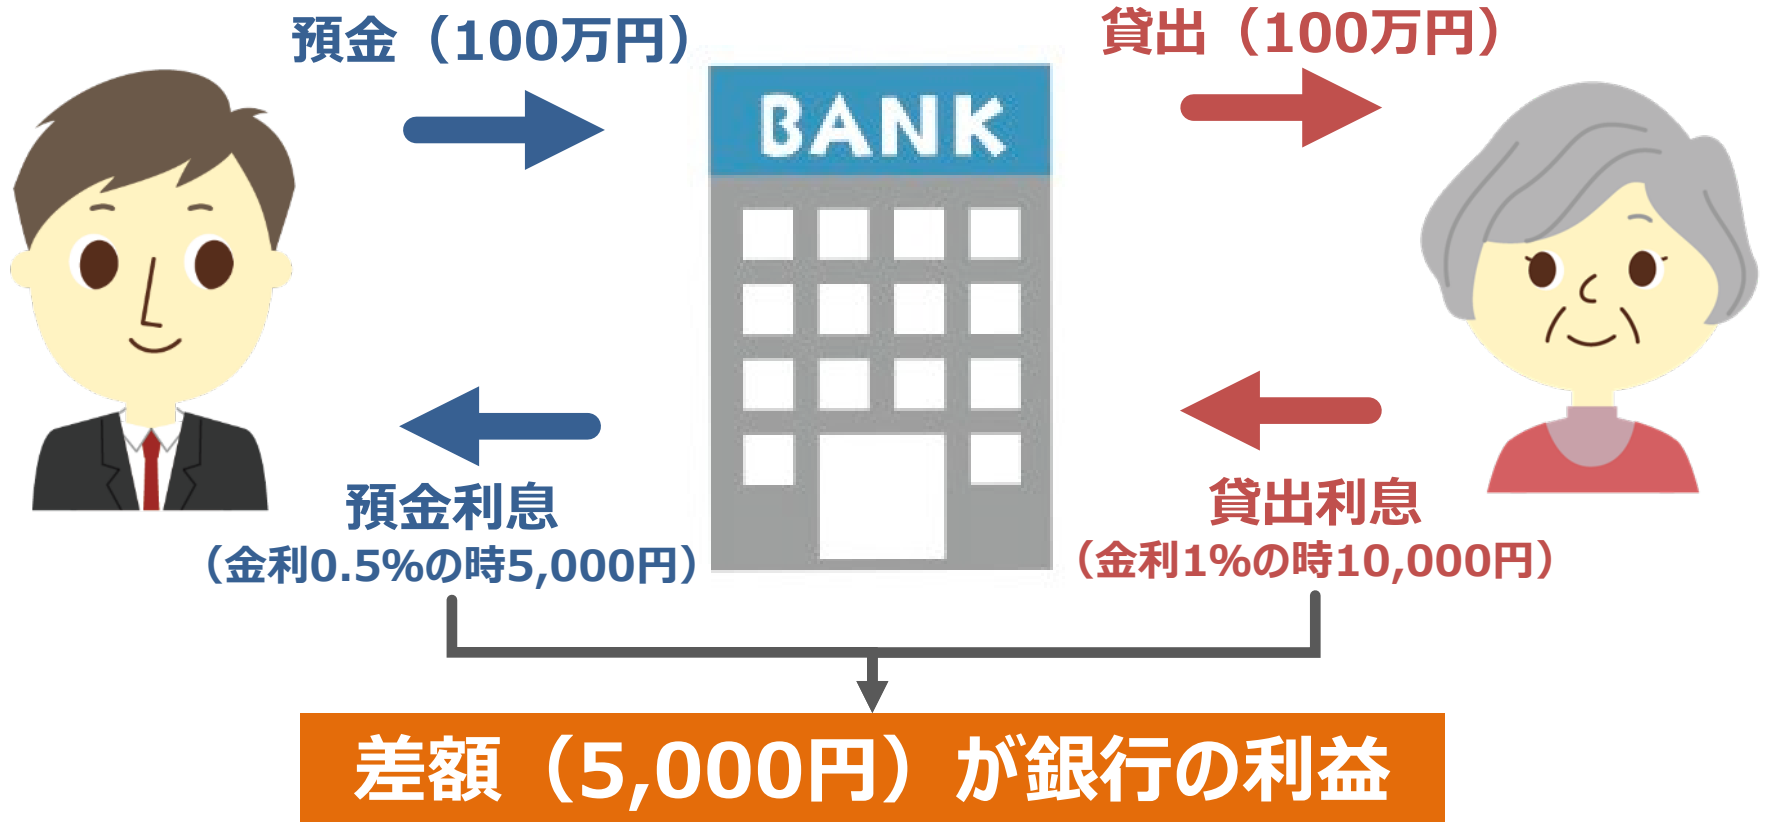 預金（100万円）
貸出（100万円）
BANK
預金利息
（金利0.5%の時5,000円）
貸出利息
（金利1%の時10,000円）
差額（5,000円）が銀行の利益